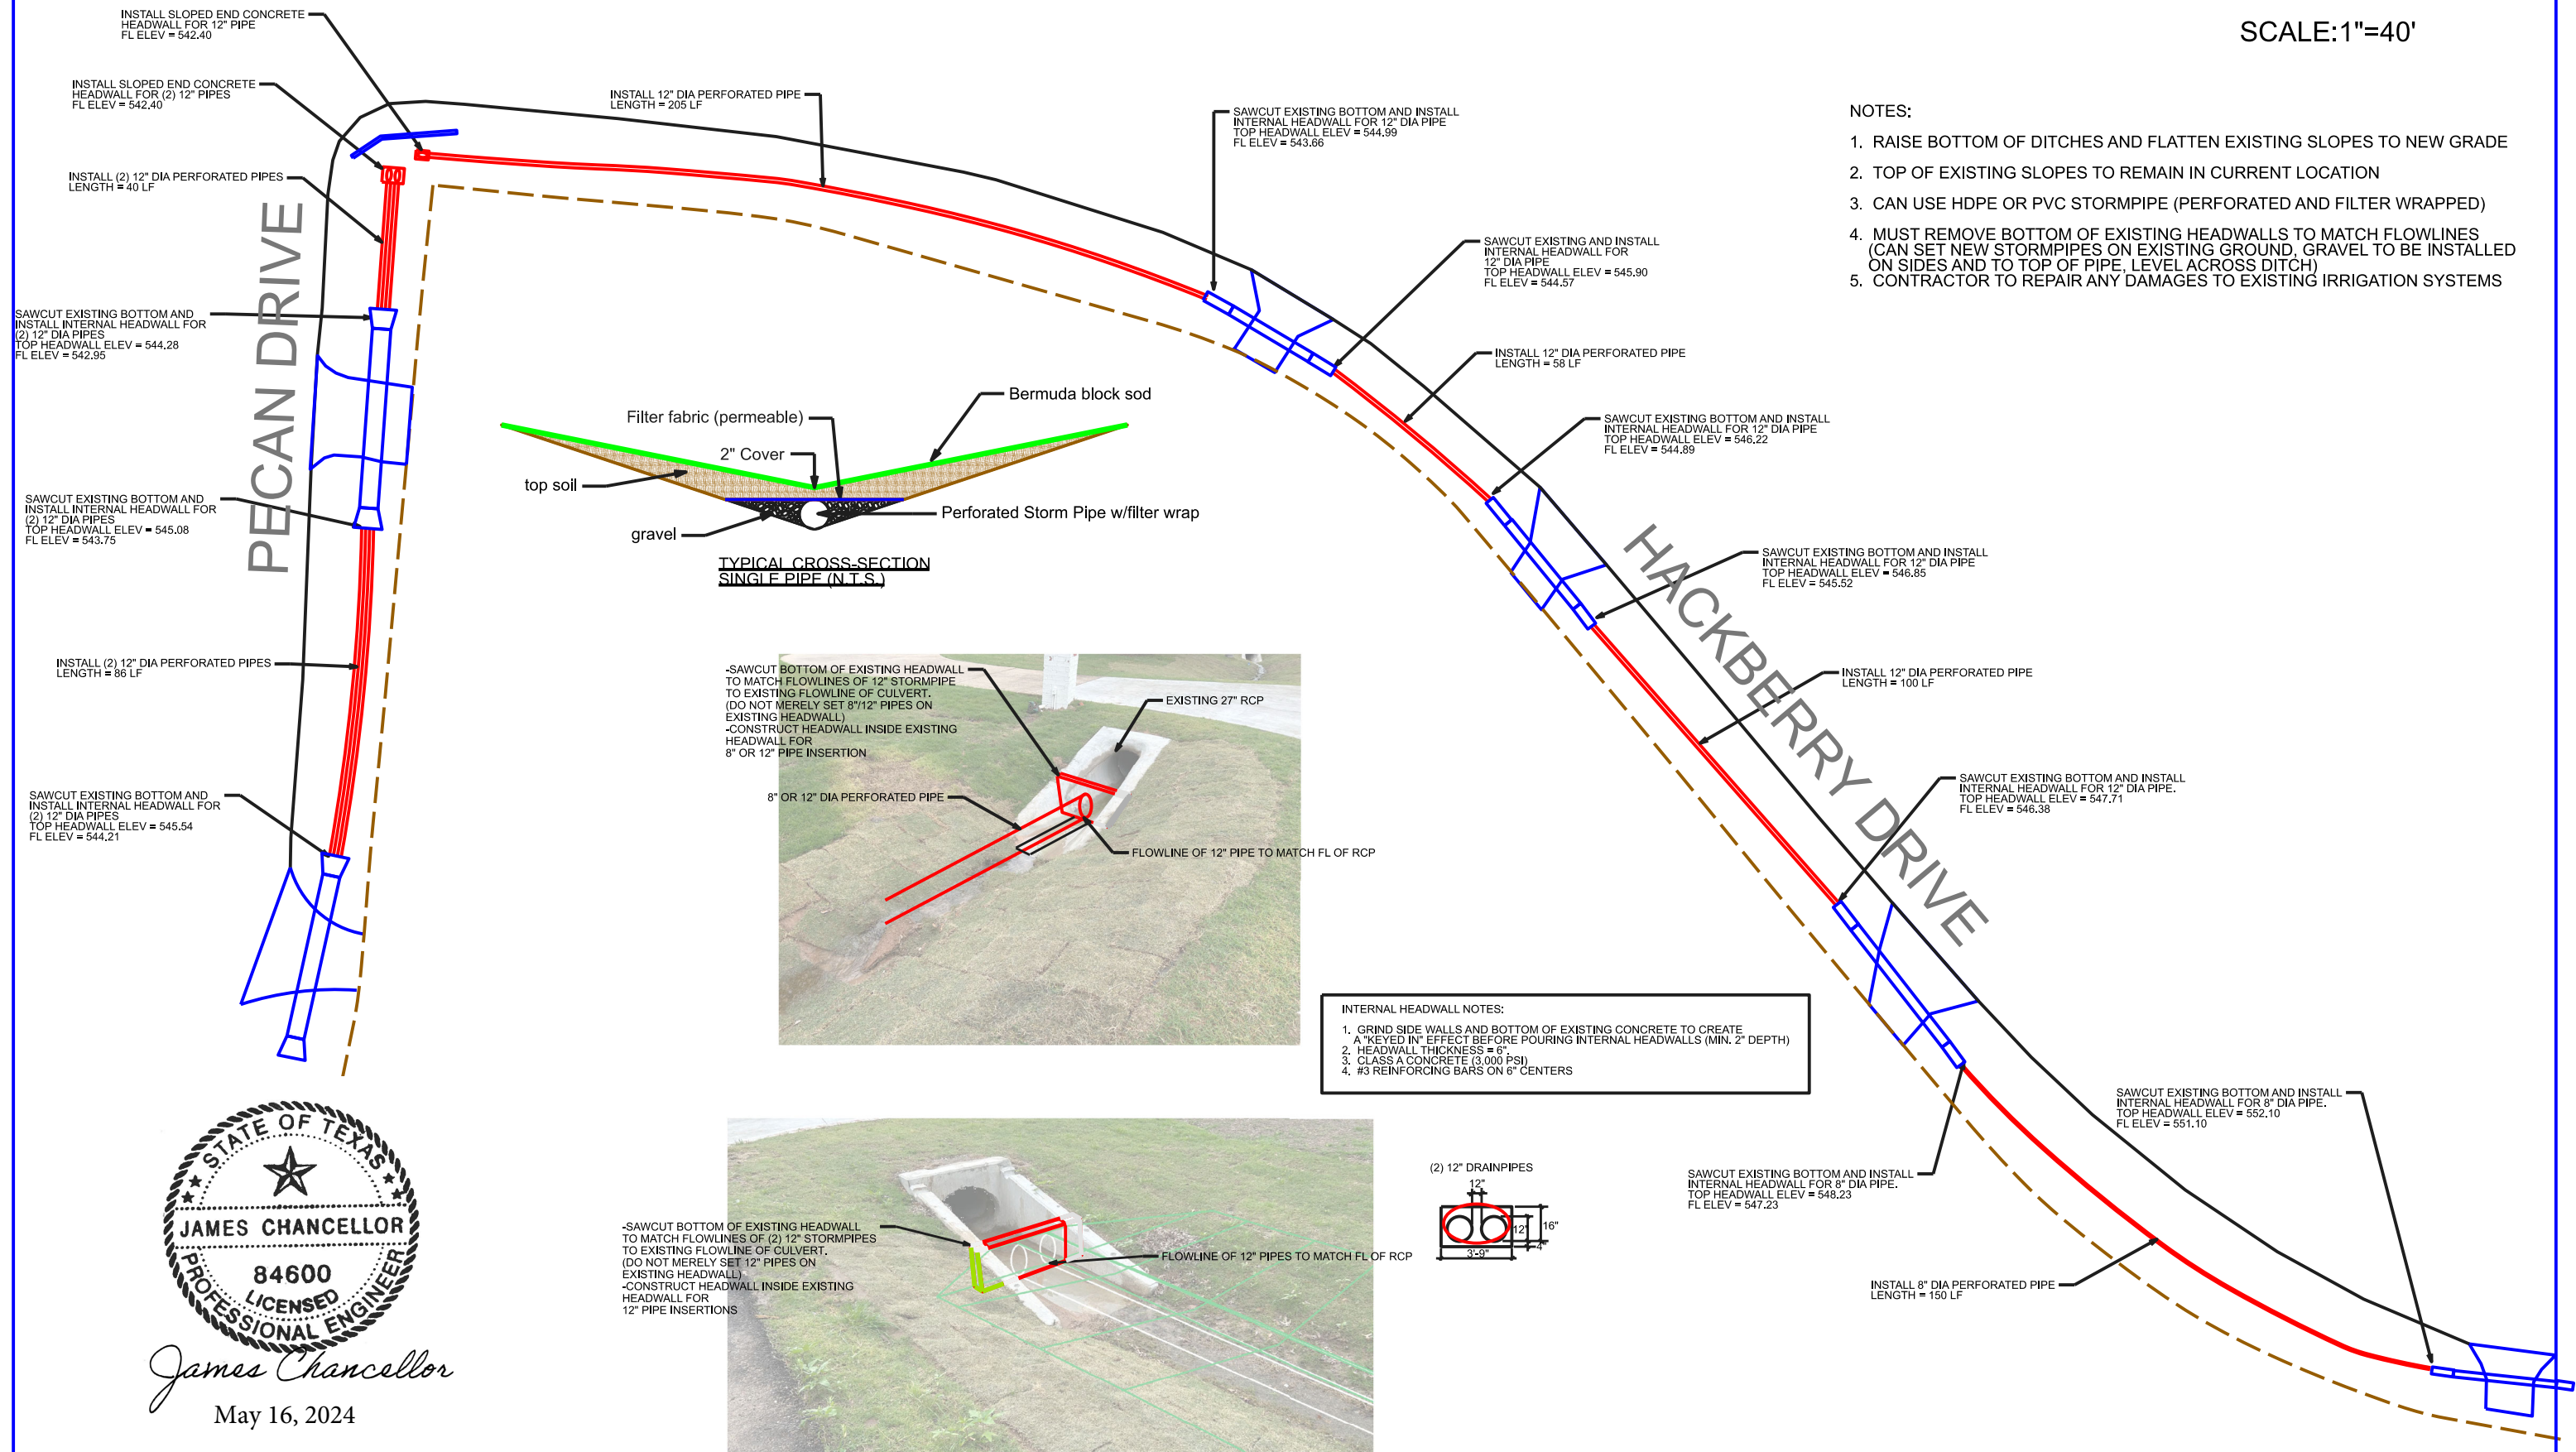 INSTALL SLOPED END CONCRETE
HEADWALL FOR 12" PIPE
FL ELEV = 542.40
INSTALL SLOPED END CONCRETE
HEADWALL FOR (2) 12" PIPES
FL ELEV = 542.40
INSTALL (2) 12" DIA PERFORATED PIPES
LENGTH = 40 LF
SAWCUT EXISTING BOTTOM AND
INSTALL INTERNAL HEADWALL FOR
(2) 12" DIA PIPES
TOP HEADWALL ELEV = 544.28
FL ELEV = 542.95
SAWCUT EXISTING BOTTOM AND
INSTALL INTERNAL HEADWALL FOR
(2) 12" DIA PIPES
TOP HEADWALL ELEV = 545.08
FL ELEV = 543.75
INSTALL (2) 12" DIA PERFORATED PIPES
LENGTH = 86 LF
SAWCUT EXISTING BOTTOM AND
INSTALL INTERNAL HEADWALL FOR
(2) 12" DIA PIPES
TOP HEADWALL ELEV = 545.54
FL ELEV = 544.21
PECAN DRIVE
INSTALL 12" DIA PERFORATED PIPE
LENGTH = 205 LF
SAWCUT EXISTING BOTTOM AND INSTALL
INTERNAL HEADWALL FOR 12" DIA PIPE
TOP HEADWALL ELEV = 544.99
FL ELEV = 543.66
SAWCUT EXISTING AND INSTALL
INTERNAL HEADWALL FOR
12" DIA PIPE
TOP HEADWALL ELEV = 545.90
FL ELEV = 544.57
INSTALL 12" DIA PERFORATED PIPE
LENGTH = 58 LF
SAWCUT EXISTING BOTTOM AND INSTALL
INTERNAL HEADWALL FOR 12" DIA PIPE
TOP HEADWALL ELEV = 546.22
FL ELEV = 544.89
SAWCUT EXISTING BOTTOM AND INSTALL
INTERNAL HEADWALL FOR 12" DIA PIPE
TOP HEADWALL ELEV = 546.85
FL ELEV = 545.52
HACKBERRY DRIVE
INSTALL 12" DIA PERFORATED PIPE
LENGTH = 100 LF
SAWCUT EXISTING BOTTOM AND INSTALL
INTERNAL HEADWALL FOR 12" DIA PIPE.
TOP HEADWALL ELEV = 547.71
FL ELEV = 546.38
SAWCUT EXISTING BOTTOM AND INSTALL
INTERNAL HEADWALL FOR 8" DIA PIPE.
TOP HEADWALL ELEV = 552.10
FL ELEV = 551.10
SAWCUT EXISTING BOTTOM AND INSTALL
INTERNAL HEADWALL FOR 8" DIA PIPE.
TOP HEADWALL ELEV = 548.23
FL ELEV = 547.23
INSTALL 8" DIA PERFORATED PIPE
LENGTH = 150 LF
SCALE:1"=40'
NOTES:
1. RAISE BOTTOM OF DITCHES AND FLATTEN EXISTING SLOPES TO NEW GRADE
2. TOP OF EXISTING SLOPES TO REMAIN IN CURRENT LOCATION
3. CAN USE HDPE OR PVC STORMPIPE (PERFORATED AND FILTER WRAPPED)
4. MUST REMOVE BOTTOM OF EXISTING HEADWALLS TO MATCH FLOWLINES
(CAN SET NEW STORMPIPES ON EXISTING GROUND, GRAVEL TO BE INSTALLED
ON SIDES AND TO TOP OF PIPE, LEVEL ACROSS DITCH)
5. CONTRACTOR TO REPAIR ANY DAMAGES TO EXISTING IRRIGATION SYSTEMS
Bermuda block sod
Filter fabric (permeable)
2" Cover
top soil
Perforated Storm Pipe w/filter wrap
gravel
TYPICAL CROSS-SECTION
SINGLE PIPE (N.T.S.)
-SAWCUT BOTTOM OF EXISTING HEADWALL
TO MATCH FLOWLINES OF 12" STORMPIPE
TO EXISTING FLOWLINE OF CULVERT.
(DO NOT MERELY SET 8"/12" PIPES ON
EXISTING HEADWALL)
-CONSTRUCT HEADWALL INSIDE EXISTING
HEADWALL FOR
8" OR 12" PIPE INSERTION
EXISTING 27" RCP
8" OR 12" DIA PERFORATED PIPE
FLOWLINE OF 12" PIPE TO MATCH FL OF RCP
INTERNAL HEADWALL NOTES:
1. GRIND SIDE WALLS AND BOTTOM OF EXISTING CONCRETE TO CREATE
A "KEYED IN" EFFECT BEFORE POURING INTERNAL HEADWALLS (MIN. 2" DEPTH)
2. HEADWALL THICKNESS = 6".
3. CLASS A CONCRETE (3,000 PSI)
4. #3 REINFORCING BARS ON 6" CENTERS
-SAWCUT BOTTOM OF EXISTING HEADWALL
TO MATCH FLOWLINES OF (2) 12" STORMPIPES
TO EXISTING FLOWLINE OF CULVERT.
(DO NOT MERELY SET 12" PIPES ON
EXISTING HEADWALL)
-CONSTRUCT HEADWALL INSIDE EXISTING
HEADWALL FOR
12" PIPE INSERTIONS
FLOWLINE OF 12" PIPES TO MATCH FL OF RCP
(2) 12" DRAINPIPES
12"
12"
16"
4"
3'-9"
STATE OF TEXAS
JAMES CHANCELLOR
84600
LICENSED
PROFESSIONAL ENGINEER
James Chancellor
May 16, 2024